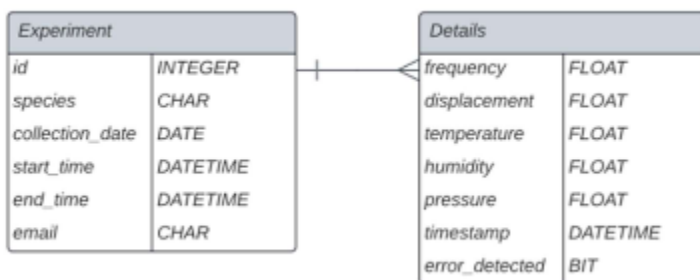 Experiment
id INTEGER
species CHAR
collection_date DATE
start_time DATETIME
end_time DATETIME
email CHAR
Details
frequency FLOAT
displacement FLOAT
temperature FLOAT
humidity FLOAT
pressure FLOAT
timestamp DATETIME
error_detected BIT